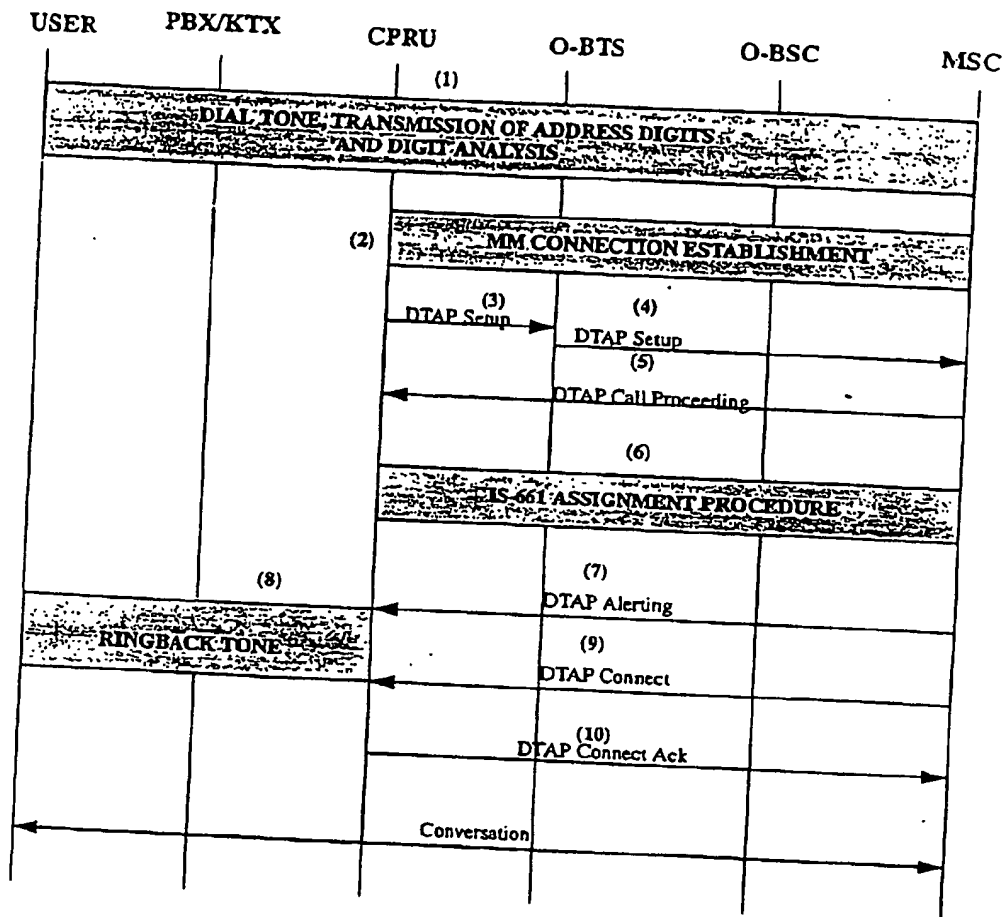 USER PBX/KTX CPRU O-BTS O-BSC MSC
(1)
DIAL TONE, TRANSMISSION OF ADDRESS DIGITS
AND DIGIT ANALYSIS
(2)
MM CONNECTION ESTABLISHMENT
(3)
DTAP Setup
(4)
DTAP Setup
(5)
DTAP Call Proceeding
(6)
IS-661 ASSIGNMENT PROCEDURE
(7)
DTAP Alerting
(8)
RINGBACK TONE
(9)
DTAP Connect
(10)
DTAP Connect Ack
Conversation